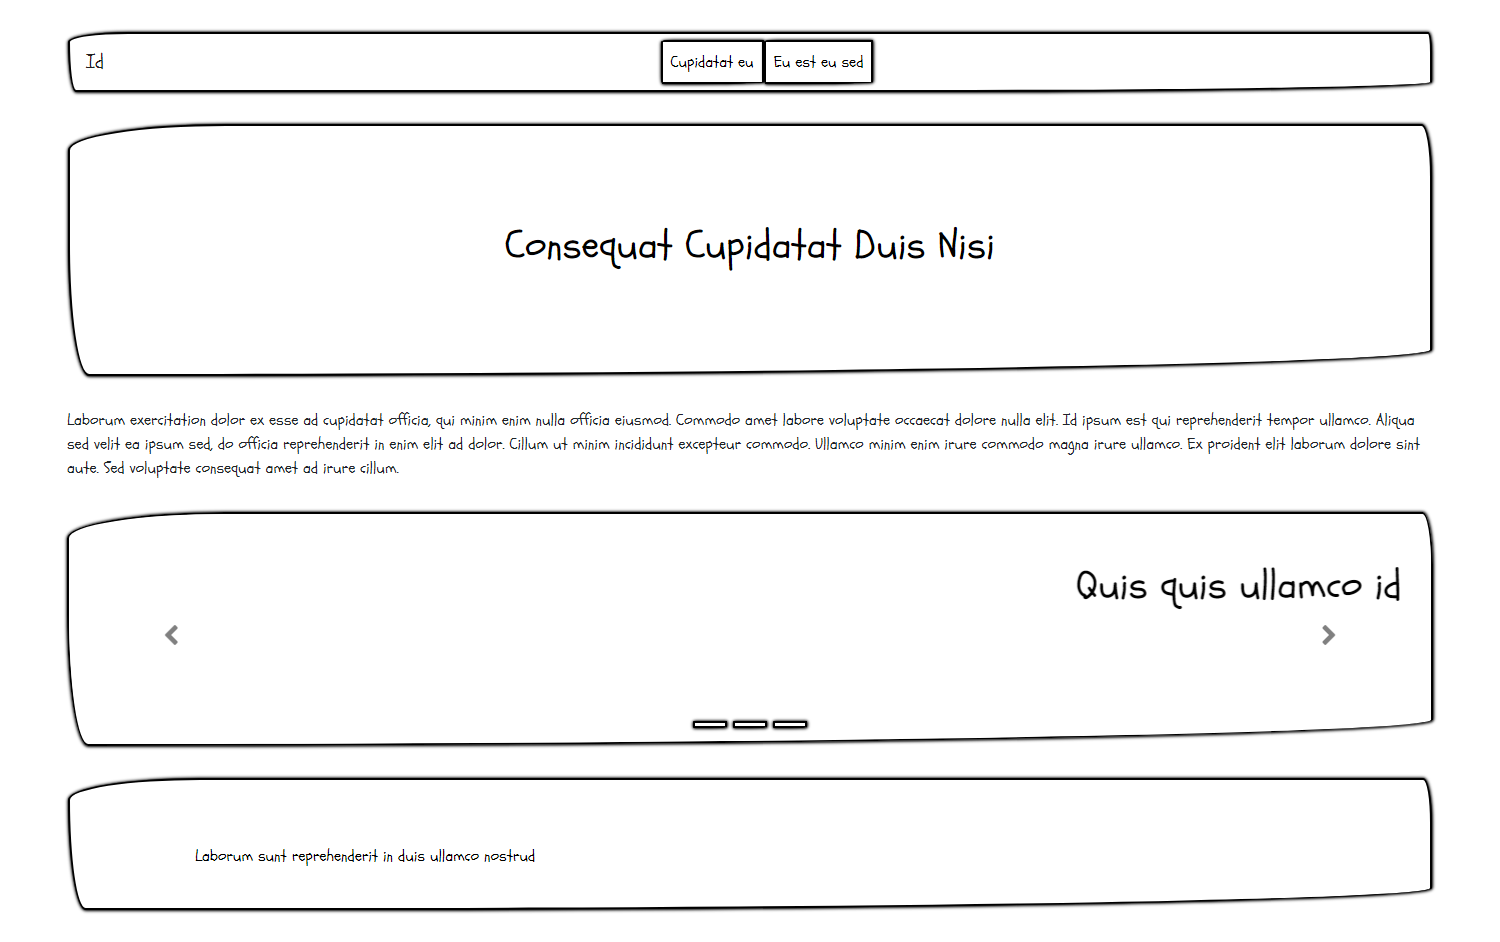 Id
Cupidatat eu
Eu est eu sed
Consequat Cupidatat Duis Nisi
Laborum exercitation dolor ex esse ad cupidatat officia, qui minim enim nulla officia eiusmod. Commodo amet labore voluptate occaecat dolore nulla elit. Id ipsum est qui reprehenderit tempor ullamco. Aliqua
sed velit ea ipsum sed, do officia reprehenderit in enim elit ad dolor. Cillum ut minim incididunt excepteur commodo. Ullamco minim enim irure commodo magna irure ullamco. Ex proident elit laborum dolore sint
aute. Sed voluptate consequat amet ad irure cillum.
Quis quis ullamco id
Laborum sunt reprehenderit in duis ullamco nostrud